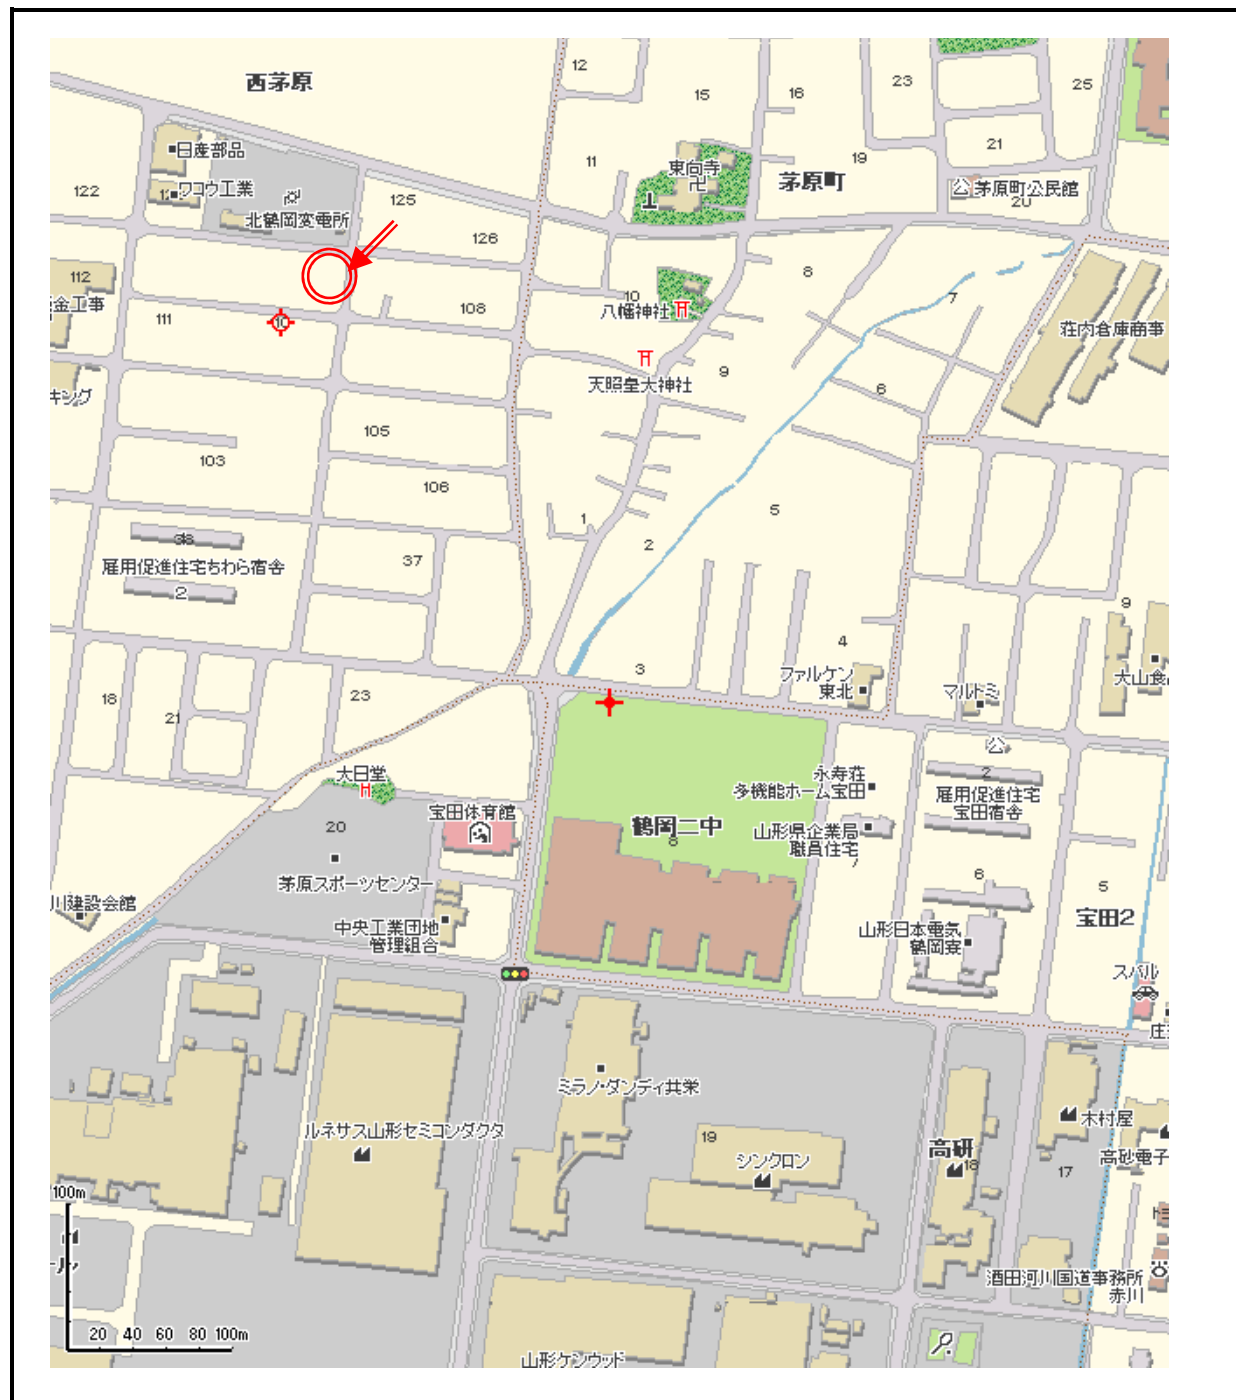 西茅原
12
15
16
23
25
日産部品
11
東向寺
19
21
茅原町
122
ワコウ工業
125
茅原町公民館
20
北鶴岡変電所
126
112
8
10
7
金工事
111
108
八幡神社
荘内倉庫商事
天照皇大神社
9
6
キング
105
103
106
5
1
2
37
雇用促進住宅ちわら宿舎
2
9
4
3
ファルケン
東北
マルトミ
大山食
18
21
23
大日堂
永寿荘
多機能ホーム宝田
2
雇用促進住宅
宝田宿舎
宝田体育館
鶴岡二中
8
山形県企業局
職員住宅
7
20
茅原スポーツセンター
6
5
川建設会館
中央工業団地
管理組合
山形日本電気
鶴岡寮
宝田2
スバル
庄
ミラノ・ダンディ共栄
ルネサス山形セミコンダクタ
木村屋
19
シンクロン
高研
18
17
高砂電子
100m
ール
酒田河川国道事務所
赤川
20 40 60 80 100m
山形ケンウッド